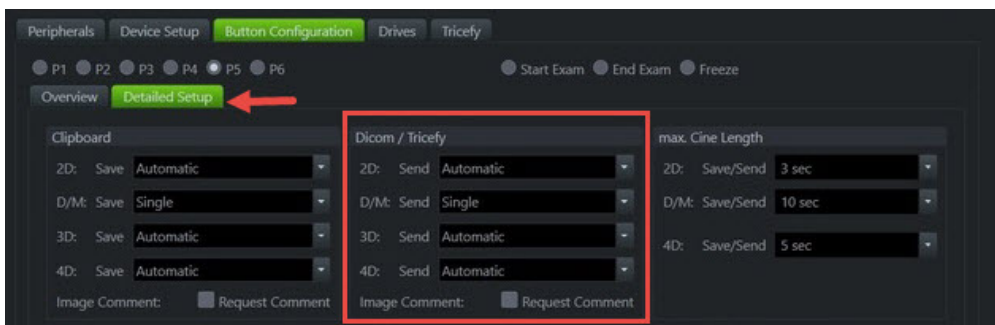 Peripherals Device Setup Button Configuration Drives Tricefy
P1 P2 P3 P4 P5 P6 Start Exam End Exam Freeze
Overview Detailed Setup
Clipboard Dicom / Tricefy max. Cine Length
2D: Save Automatic 2D: Send Automatic 2D: Save/Send 3 sec
D/M: Save Single D/M: Send Single D/M: Save/Send 10 sec
3D: Save Automatic 3D: Send Automatic
4D: Save/Send 5 sec
4D: Save Automatic 4D: Send Automatic
Image Comment: Request Comment Image Comment: Request Comment